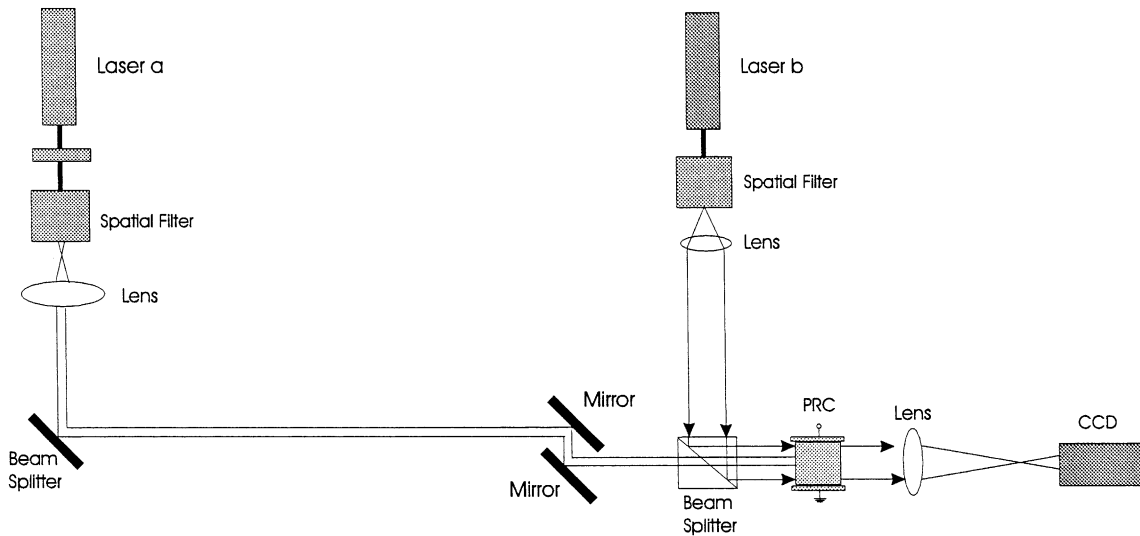 Laser a
Laser b
Spatial Filter
Spatial Filter
Lens
Lens
Mirror
PRC
Lens
CCD
Beam
Splitter
Mirror
Beam
Splitter